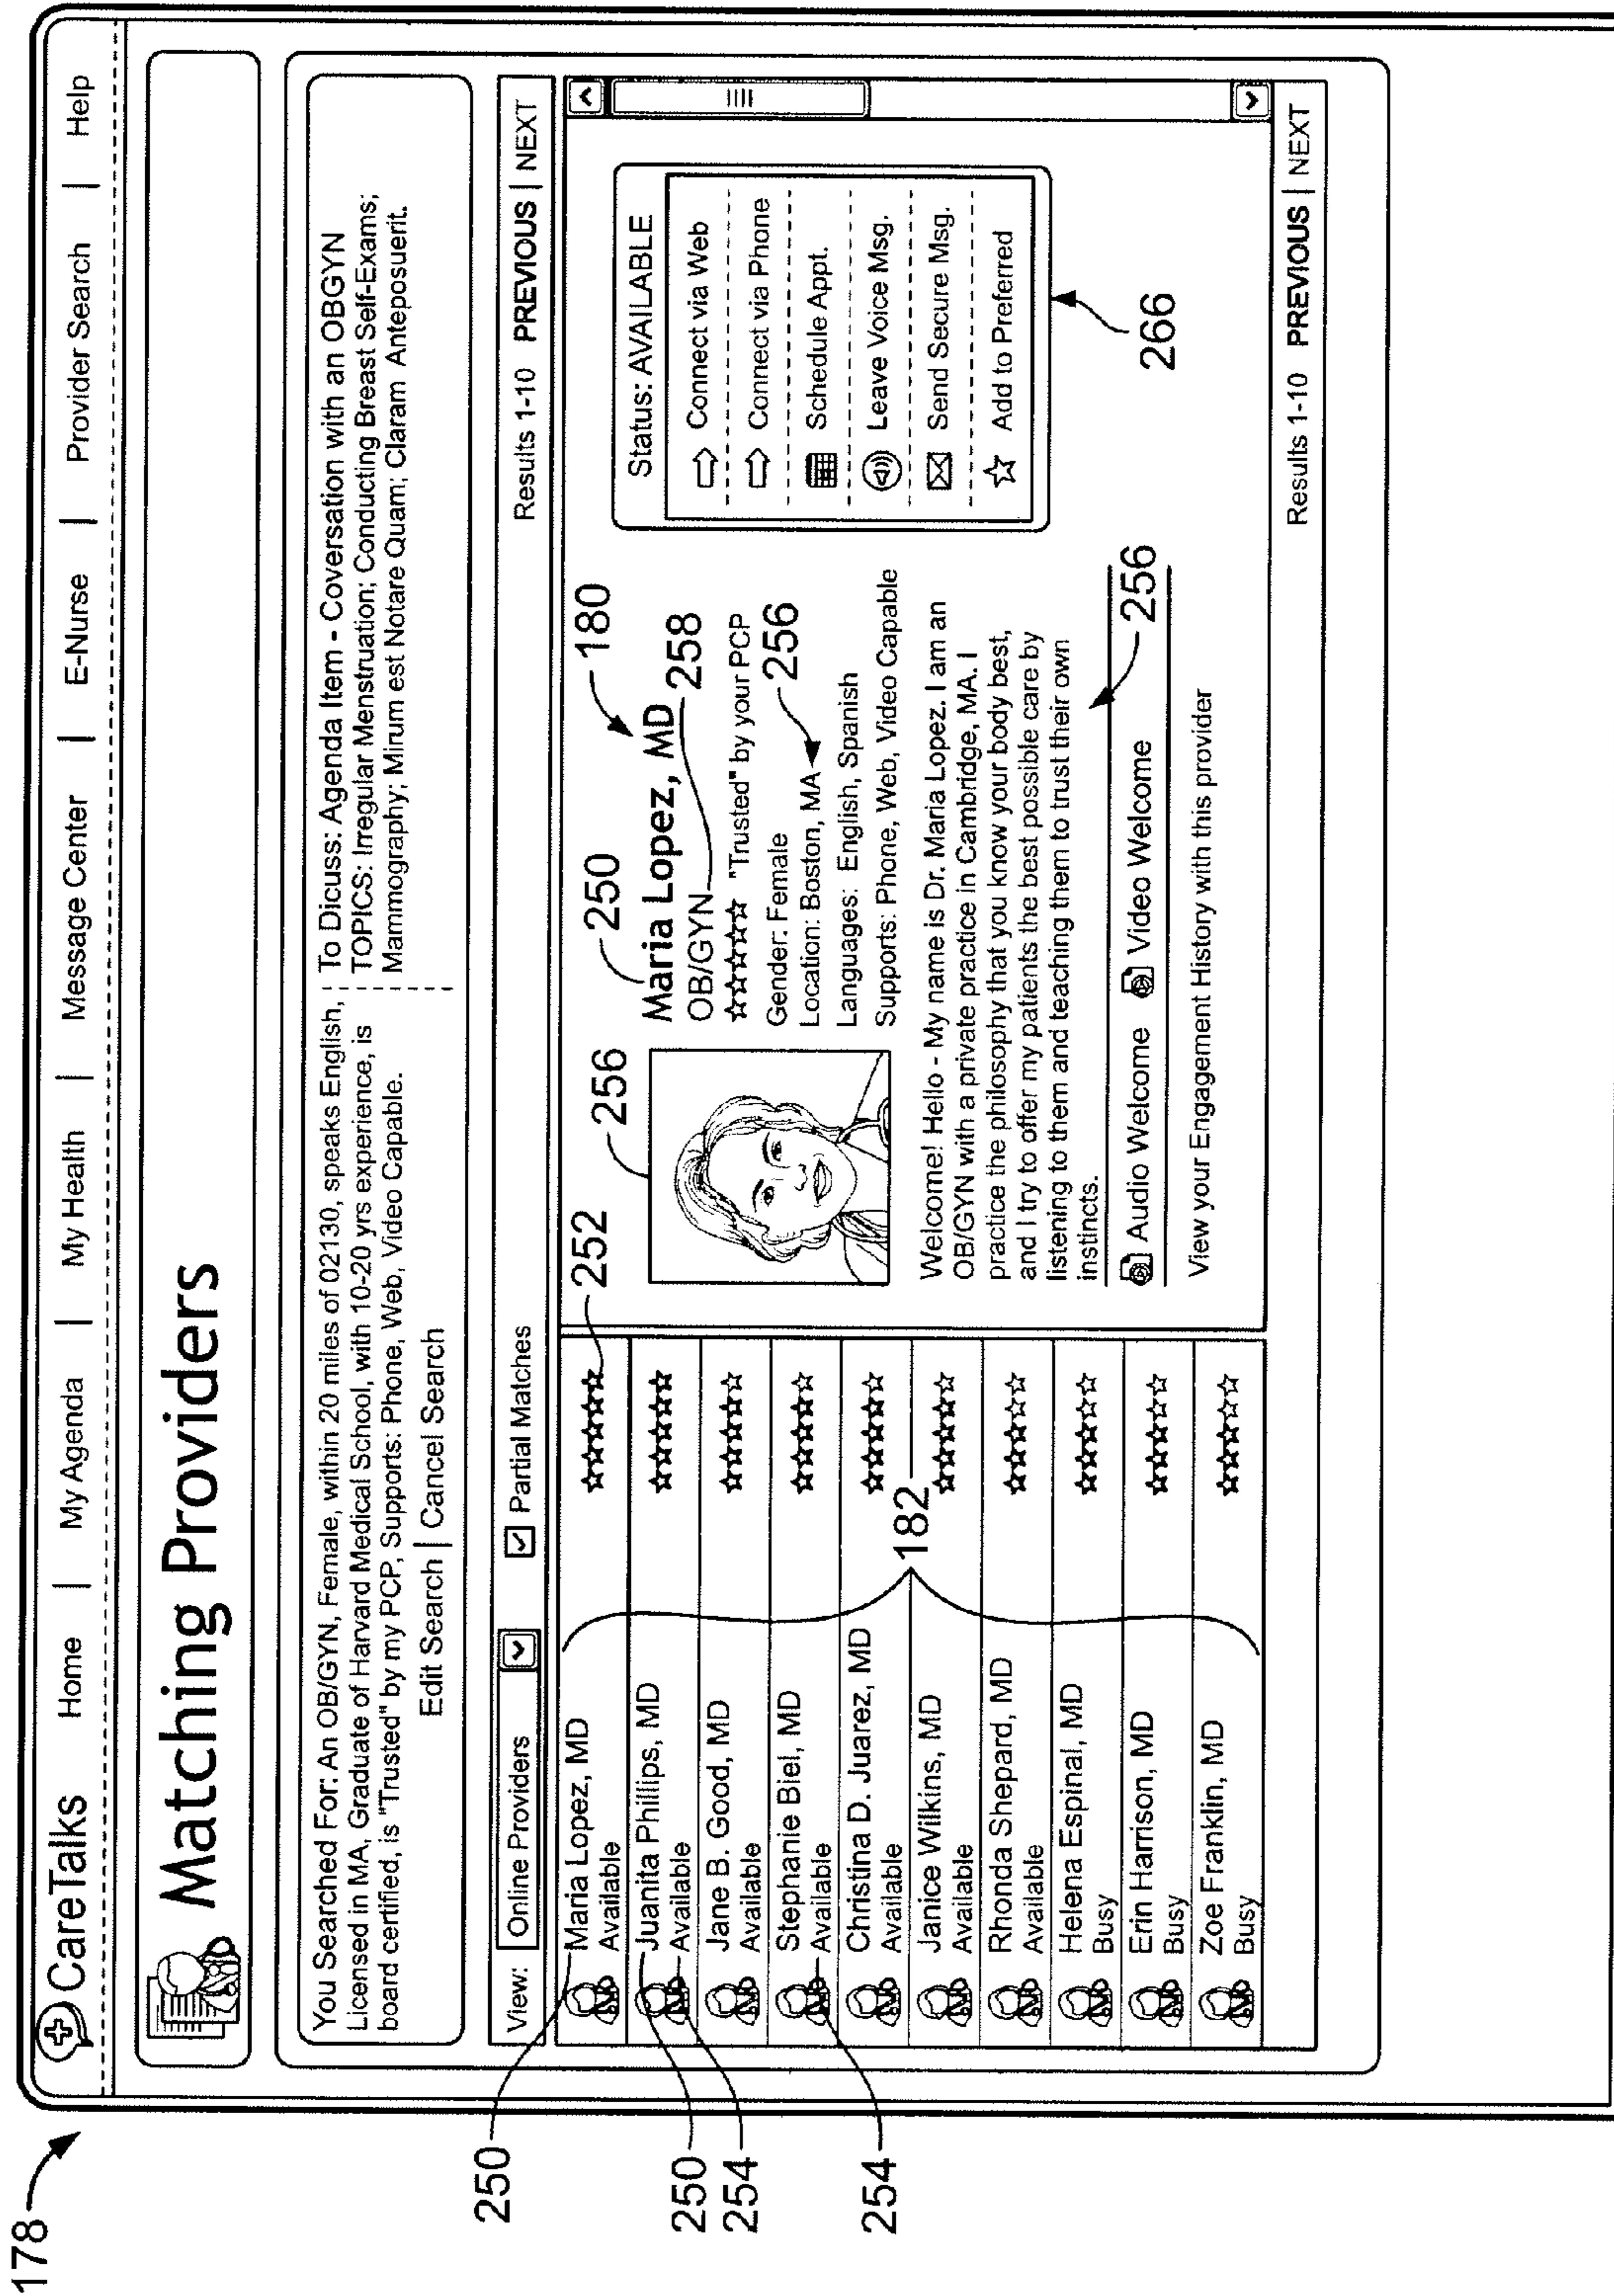 178
CareTalks Home | My Agenda | My Health | Message Center | E-Nurse | Provider Search | Help
Matching Providers
You Searched For: An OB/GYN, Female, within 20 miles of 02130, speaks English,
Licensed in MA, Graduate of Harvard Medical School, with 10-20 yrs experience, is
board certified, is "Trusted" by my PCP, Supports: Phone, Web, Video Capable.
Edit Search | Cancel Search
To Dicuss: Agenda Item - Coversation with an OBGYN
TOPICS: Irregular Menstruation; Conducting Breast Self-Exams;
Mammography; Mirum est Notare Quam; Claram Anteposuerit.
View: Online Providers Partial Matches Results 1-10 PREVIOUS | NEXT
250
Maria Lopez, MD
Available
252
250
Juanita Phillips, MD
Available
254
Jane B. Good, MD
Available
Stephanie Biel, MD
Available
254
Christina D. Juarez, MD
Available
182
Janice Wilkins, MD
Available
Rhonda Shepard, MD
Available
Helena Espinal, MD
Busy
Erin Harrison, MD
Busy
Zoe Franklin, MD
Busy
256
250
180
Maria Lopez, MD
OB/GYN
258
"Trusted" by your PCP
Gender: Female
Location: Boston, MA
256
Languages: English, Spanish
Supports: Phone, Web, Video Capable
Welcome! Hello - My name is Dr. Maria Lopez. I am an
OB/GYN with a private practice in Cambridge, MA. I
practice the philosophy that you know your body best,
and I try to offer my patients the best possible care by
listening to them and teaching them to trust their own
instincts.
256
Audio Welcome Video Welcome
View your Engagement History with this provider
Status: AVAILABLE
Connect via Web
Connect via Phone
Schedule Appt.
Leave Voice Msg.
Send Secure Msg.
Add to Preferred
266
Results 1-10 PREVIOUS | NEXT